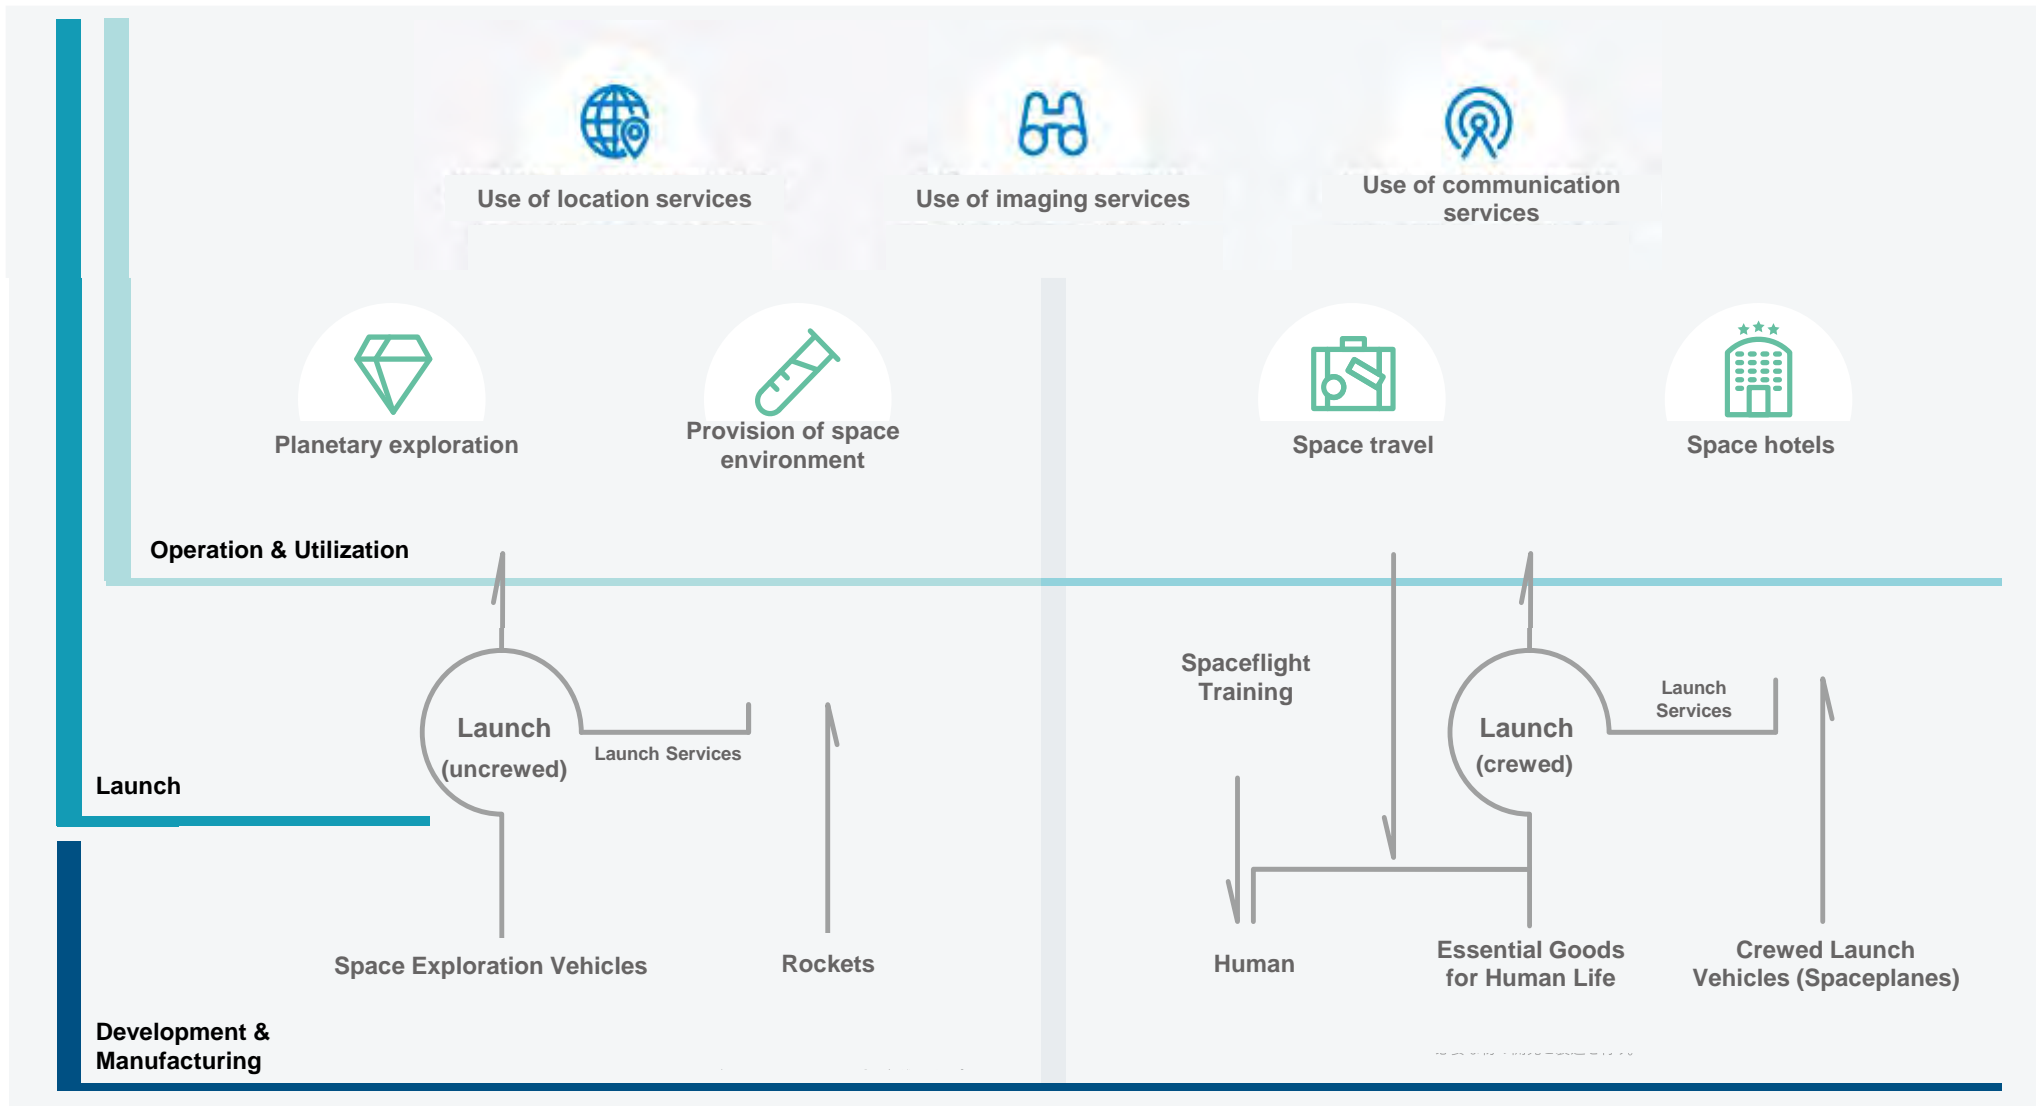 Use of location services
Use of imaging services
Use of communication
services
Planetary exploration
Provision of space
environment
Space travel
Space hotels
Operation & Utilization
Spaceflight
Training
Launch
(uncrewed)
Launch Services
Launch
(crewed)
Launch
Services
Launch
Space Exploration Vehicles
Rockets
Human
Essential Goods
for Human Life
Crewed Launch
Vehicles (Spaceplanes)
Development &
Manufacturing